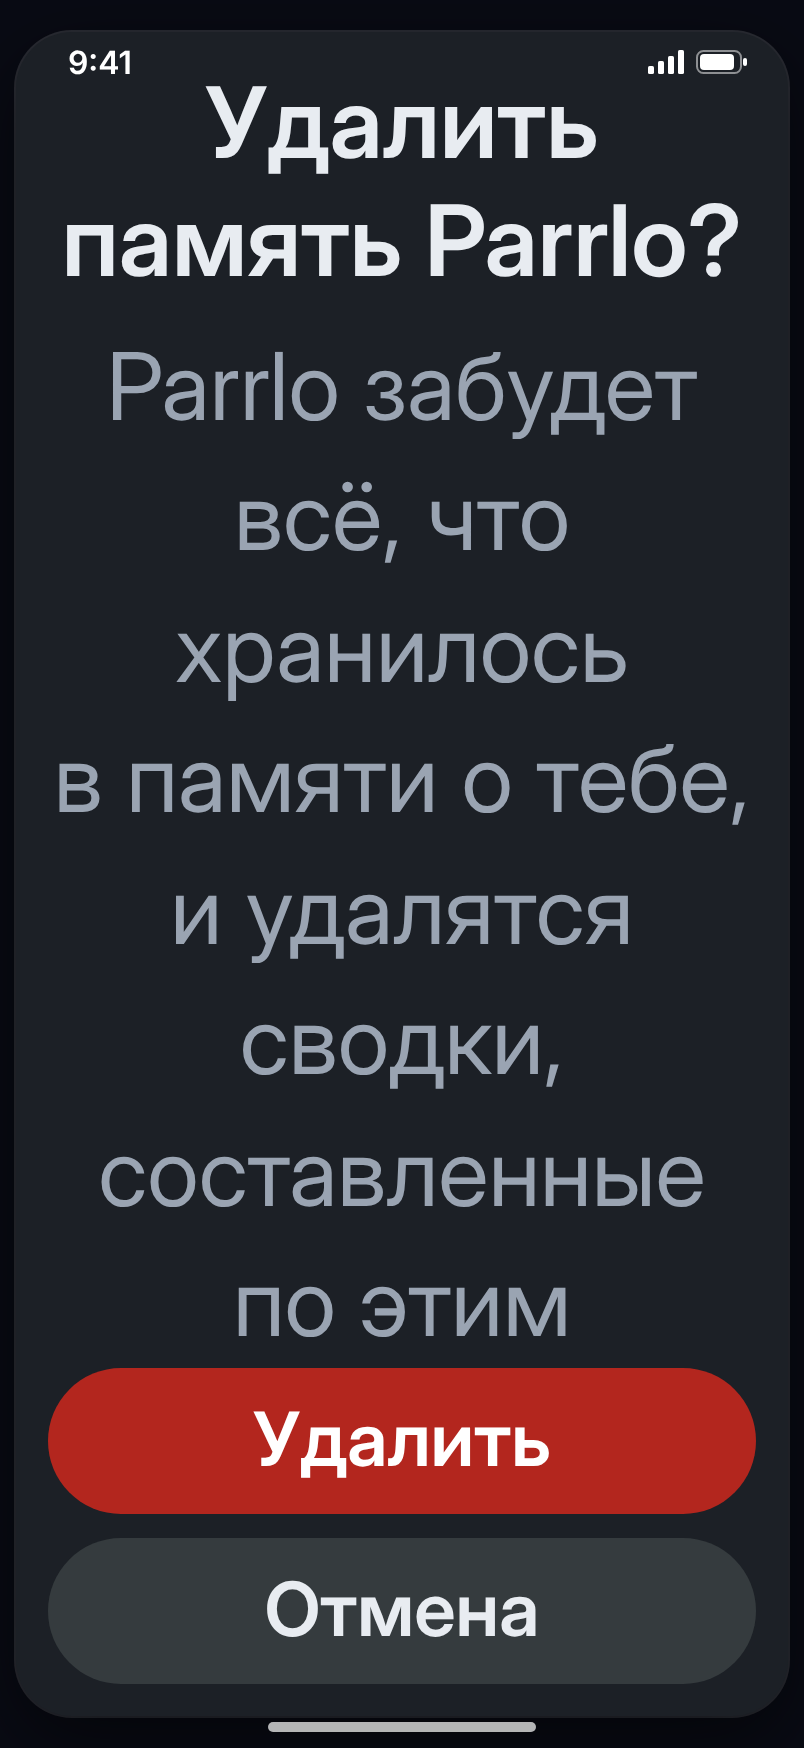 9:41
Удалить
память Parrlo?
Parrlo забудет
всё, что
хранилось
в памяти о тебе,
и удалятся
сводки,
составленные
по этим
Удалить
Отмена